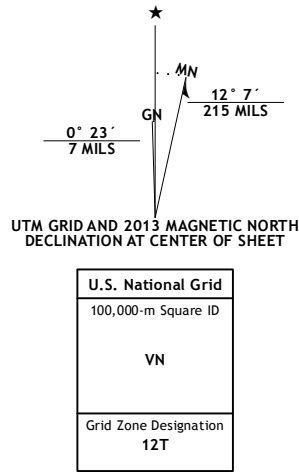 ★
MN
GN
12° 7´
215 MILS
0° 23´
7 MILS
UTM GRID AND 2013 MAGNETIC NORTH
DECLINATION AT CENTER OF SHEET
U.S. National Grid
100,000-m Square ID
VN
Grid Zone Designation
12T